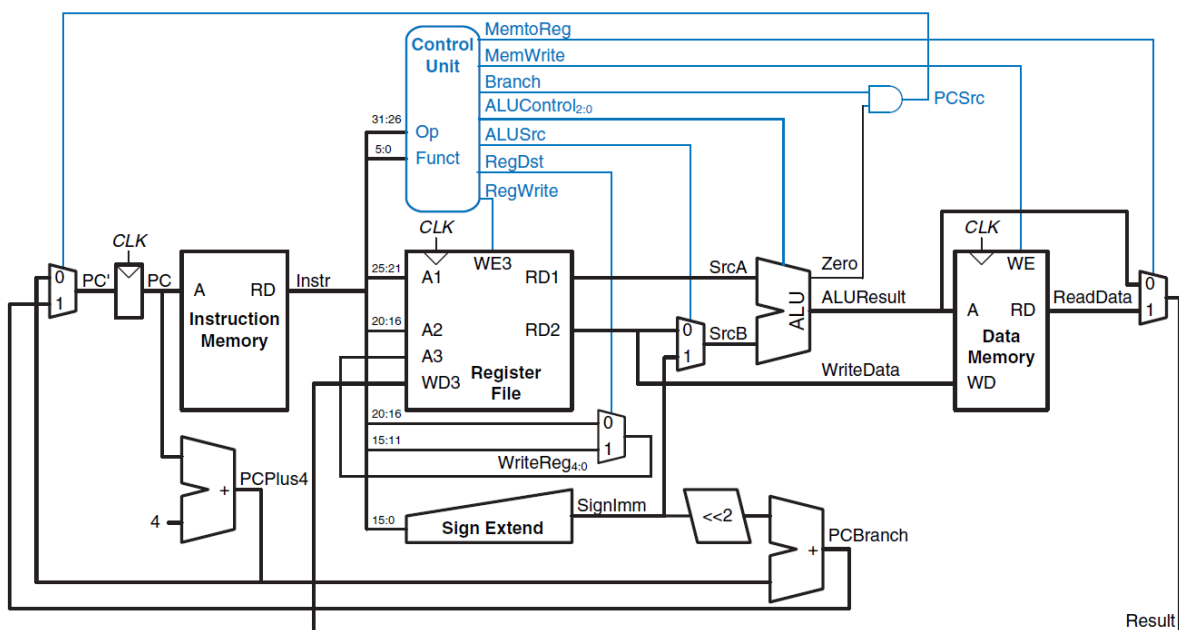 MemtoReg
Control
Unit
MemWrite
Branch
ALUControl2:0
PCSrc
31:26
Op
ALUSrc
5:0
Funct
RegDst
RegWrite
CLK
CLK
CLK
0
1
PC'
PC
A
RD
Instr
Instruction
Memory
25:21
A1
WE3
RD1
SrcA
Zero
WE
0
1
20:16
A2
RD2
0
1
SrcB
ALU
ALUResult
A
RD
ReadData
Data
Memory
A3
WD3
Register
File
WriteData
WD
20:16
0
15:11
1
WriteReg4:0
PCPlus4
+
4
SignImm
15:0
Sign Extend
<<2
+
PCBranch
Result